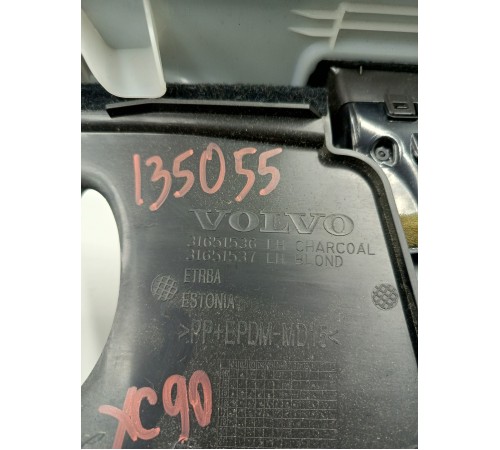 135055
VOLVO
31651536 LH CHARCOAL
31651537 LH BLOND
ETRBA
ESTONIA
>PP+EPDM-MD15<
XC90